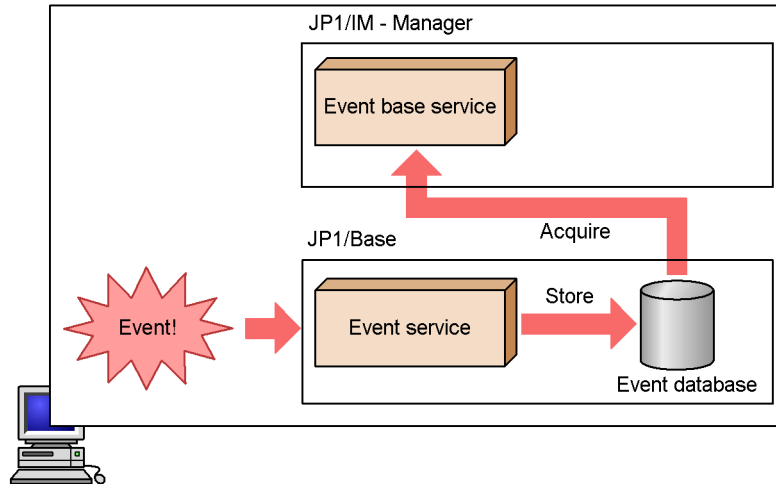 JP1/IM - Manager
Event base service
Acquire
JP1/Base
Event!
Event service
Store
Event database